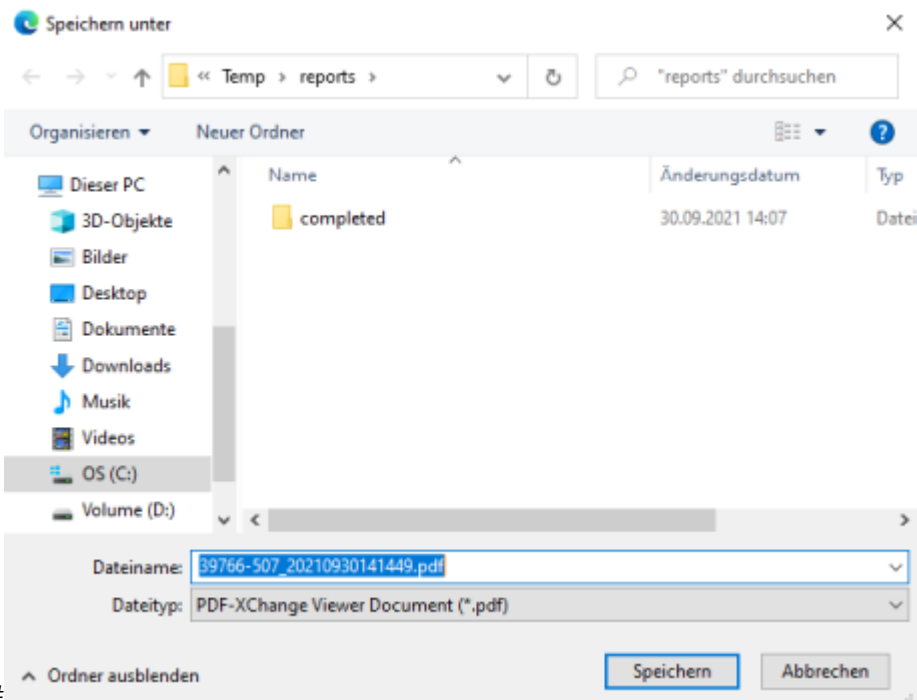 Speichern unter
« Temp › reports ›
"reports" durchsuchen
Organisieren
Neuer Ordner
Dieser PC
3D-Objekte
Bilder
Desktop
Dokumente
Downloads
Musik
Videos
OS (C:)
Volume (D:)
Name Änderungsdatum Typ
completed 30.09.2021 14:07 Datei
Dateiname: 39766-507_20210930141449.pdf
Dateityp: PDF-XChange Viewer Document (*.pdf)
Ordner ausblenden
Speichern
Abbrechen